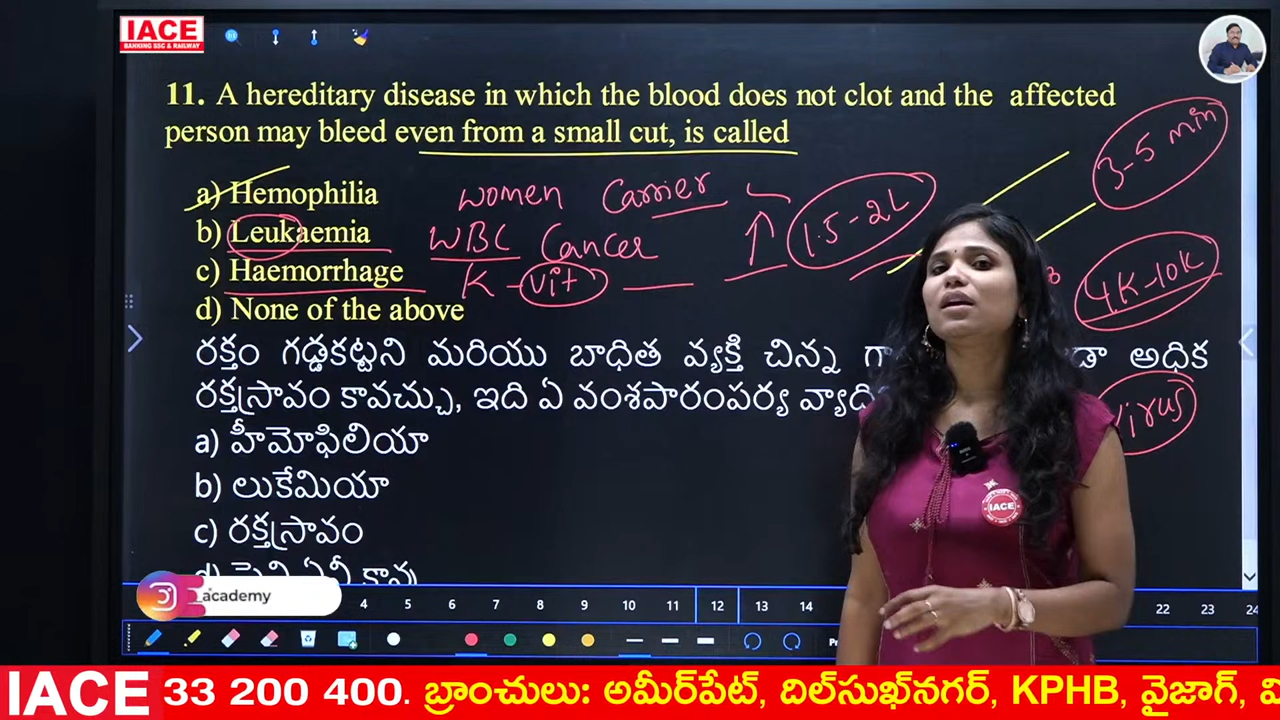 IACE
BANKING SSC & RAILWAY
11. A hereditary disease in which the blood does not clot and the affected
person may bleed even from a small cut, is called
3-5 min
a) Hemophilia
women Carrier
1.5-2L
b) Leukaemia
WBC Cancer
c) Haemorrhage
K - vit
4K-10K
d) None of the above
రక్తం గడ్డకట్టని మరియు బాధిత వ్యక్తి చిన్న అధిక
రక్తస్రావం కావచ్చు, ఇది ఏ వంశపారంపర్య
virus
a) హీమోఫిలియా
b) లుకేమియా
c) రక్తస్రావం
IACE
_academy
4 5 6 7 8 9 10 11 12 13 14 22 23 24
IACE 33 200 400. బ్రాంచులు: అమీర్‌పేట్, దిల్‌సుఖ్‌నగర్, KPHB, వైజాగ్,